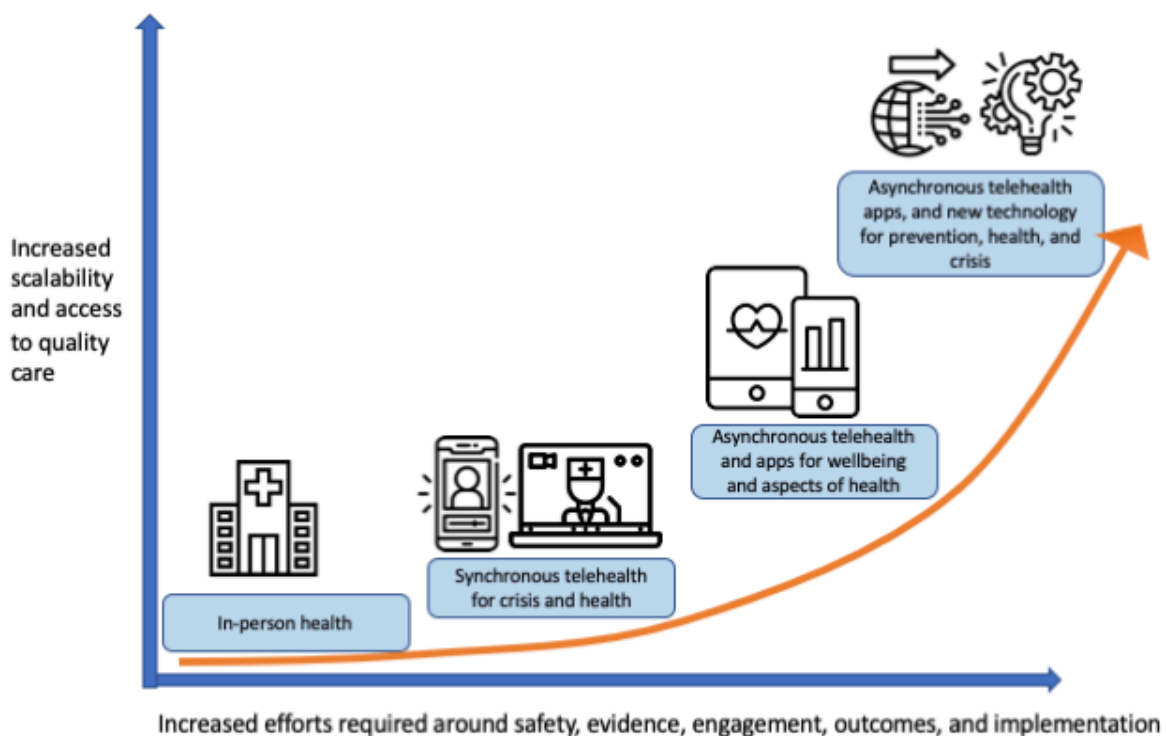 Asynchronous telehealth
apps, and new technology
for prevention, health, and
crisis
Increased
scalability
and access
to quality
care
Asynchronous telehealth
and apps for wellbeing
and aspects of health
Synchronous telehealth
for crisis and health
In-person health
Increased efforts required around safety, evidence, engagement, outcomes, and implementation